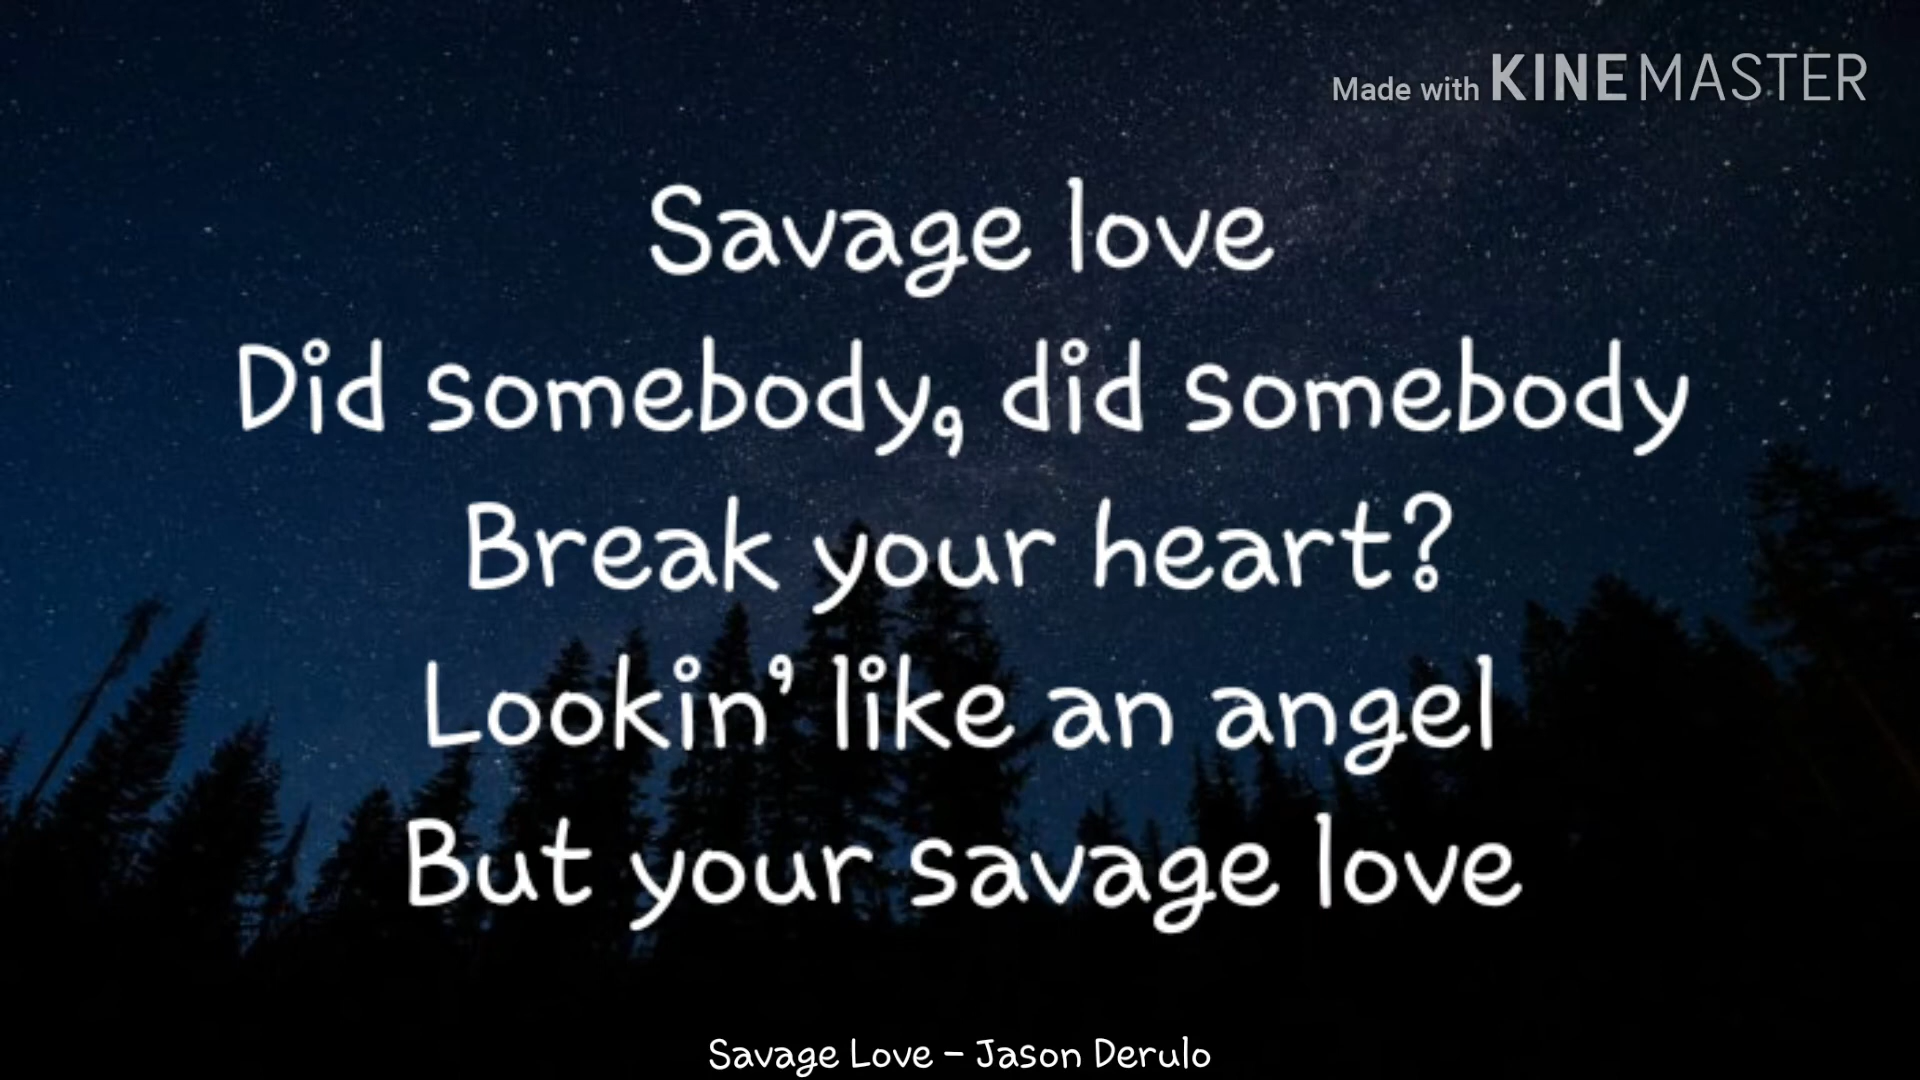 Made with KINEMASTER
Savage love
Did somebody, did somebody
Break your heart?
Lookin' like an angel
But your savage love
Savage Love - Jason Derulo